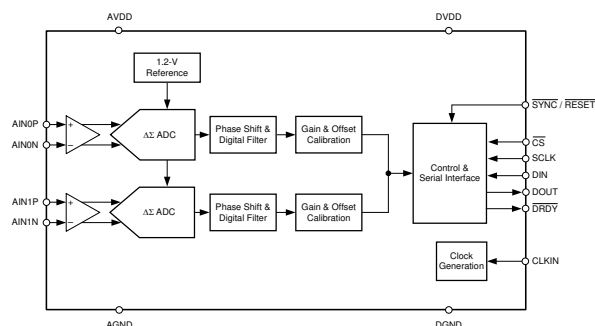 AVDD
DVDD
1.2-V
Reference
SYNC / RESET
AIN0P
AIN0N
+
−
ΔΣ ADC
Phase Shift &
Digital Filter
Gain & Offset
Calibration
Control &
Serial Interface
CS
SCLK
DIN
DOUT
DRDY
AIN1P
AIN1N
+
−
ΔΣ ADC
Phase Shift &
Digital Filter
Gain & Offset
Calibration
Clock
Generation
CLKIN
AGND
DGND